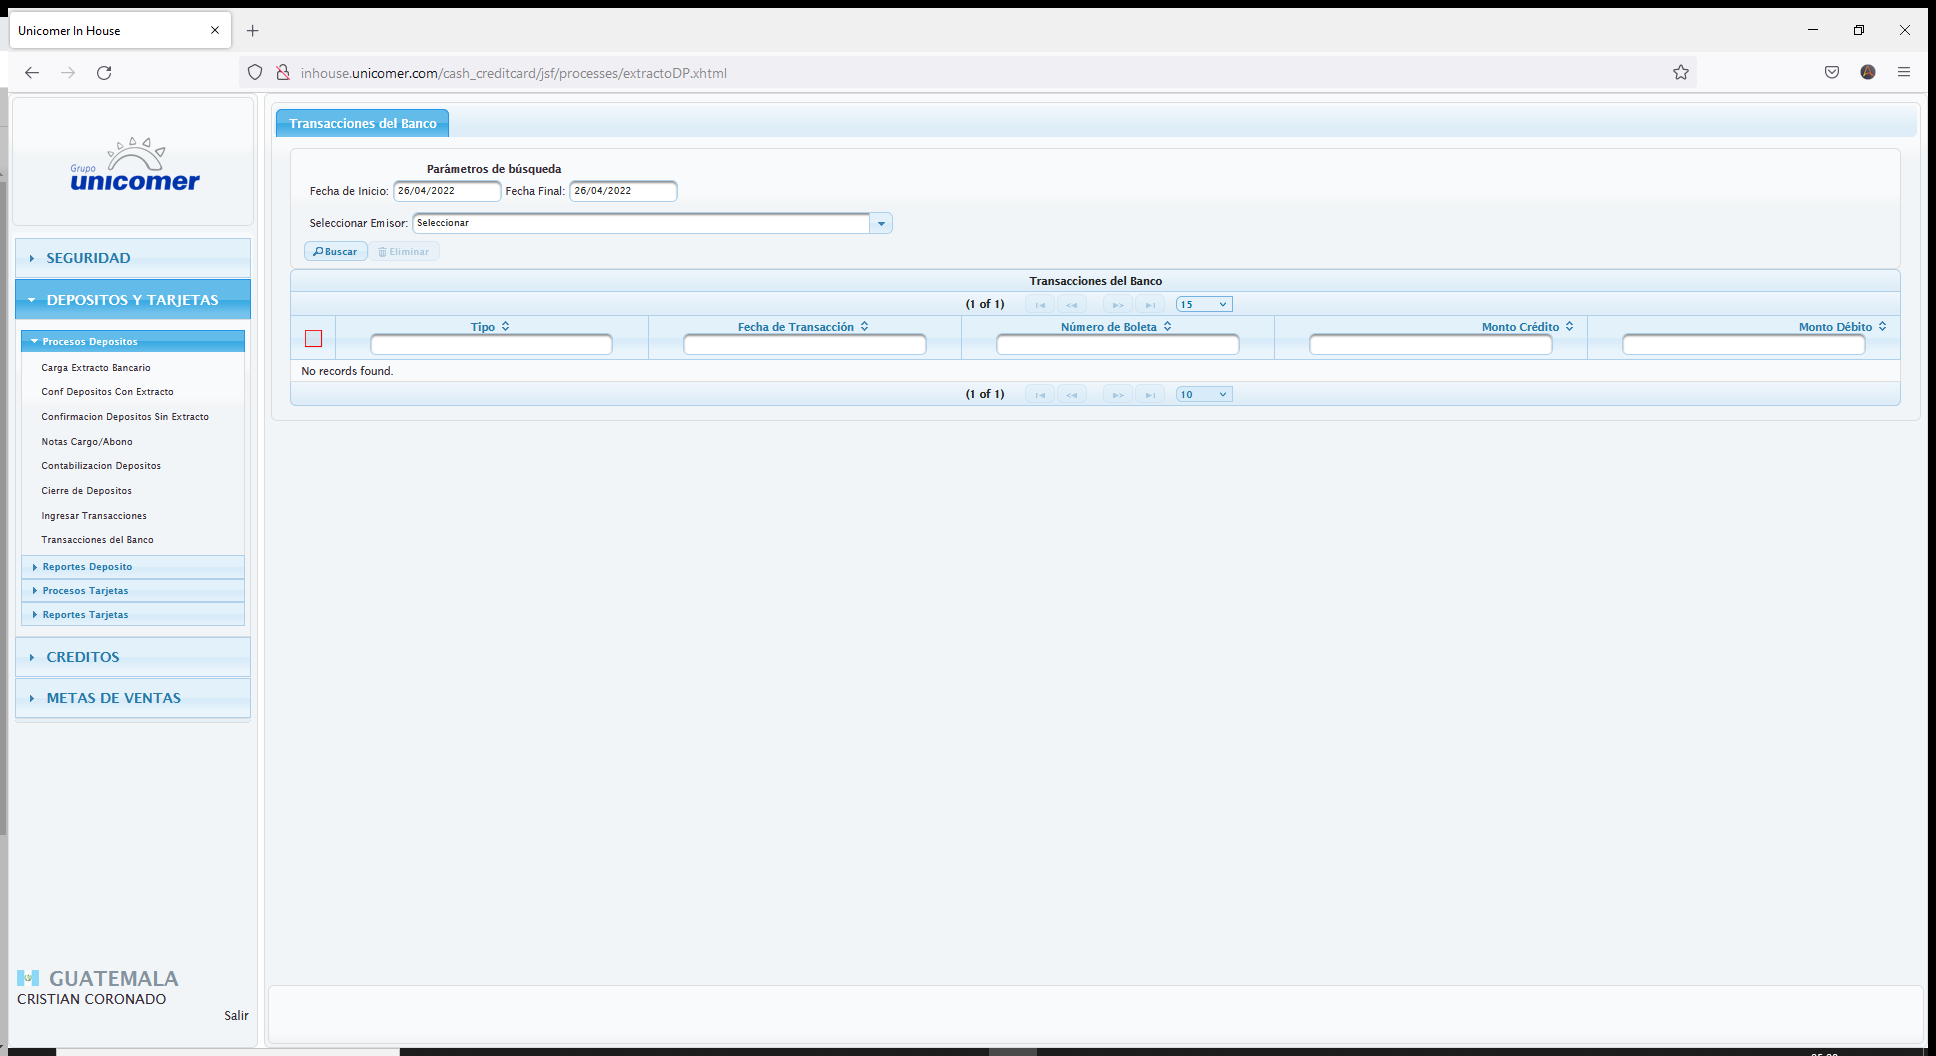 Unicomer In House
inhouse.unicomer.com/cash_creditcard/jsf/processes/extractoDP.xhtml
Grupo
unicomer
SEGURIDAD
DEPOSITOS Y TARJETAS
Procesos Depositos
Carga Extracto Bancario
Conf Depositos Con Extracto
Confirmacion Depositos Sin Extracto
Notas Cargo/Abono
Contabilizacion Depositos
Cierre de Depositos
Ingresar Transacciones
Transacciones del Banco
Reportes Deposito
Procesos Tarjetas
Reportes Tarjetas
CREDITOS
METAS DE VENTAS
GUATEMALA
CRISTIAN CORONADO
Salir
Transacciones del Banco
Parámetros de búsqueda
Fecha de Inicio: 26/04/2022 Fecha Final: 26/04/2022
Seleccionar Emisor: Seleccionar
Buscar Eliminar
Transacciones del Banco
(1 of 1) 15
Tipo Fecha de Transacción Número de Boleta Monto Crédito Monto Débito
No records found.
(1 of 1) 10